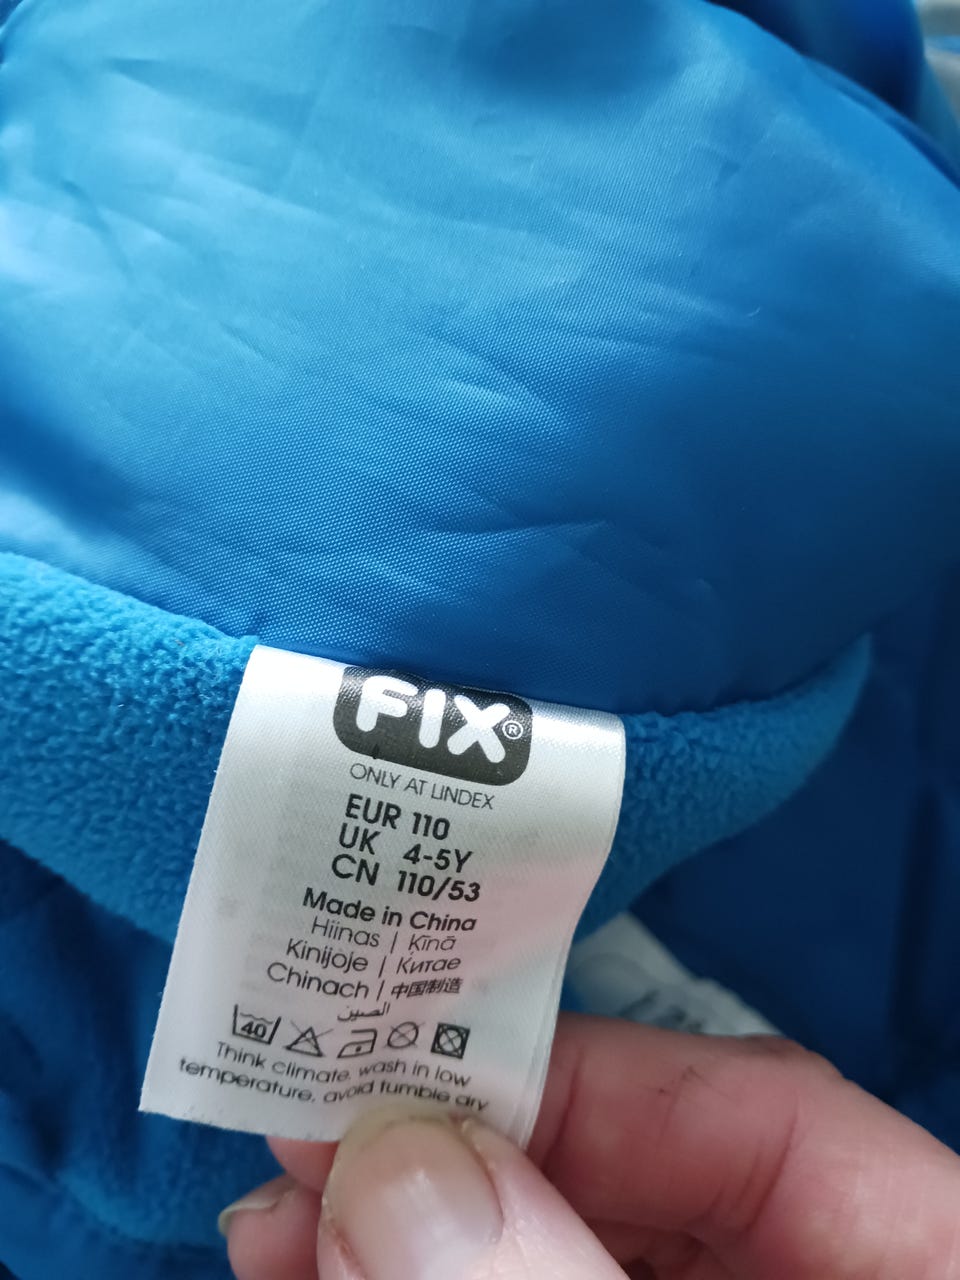 FIX®
ONLY AT LINDEX
EUR 110
UK 4-5Y
CN 110/53
Made in China
Hiinas | Ķīnā
Kinijoje | Китае
Chinach | 中国制造
الصين
40
Think climate, wash in low
temperature, avoid tumble dry